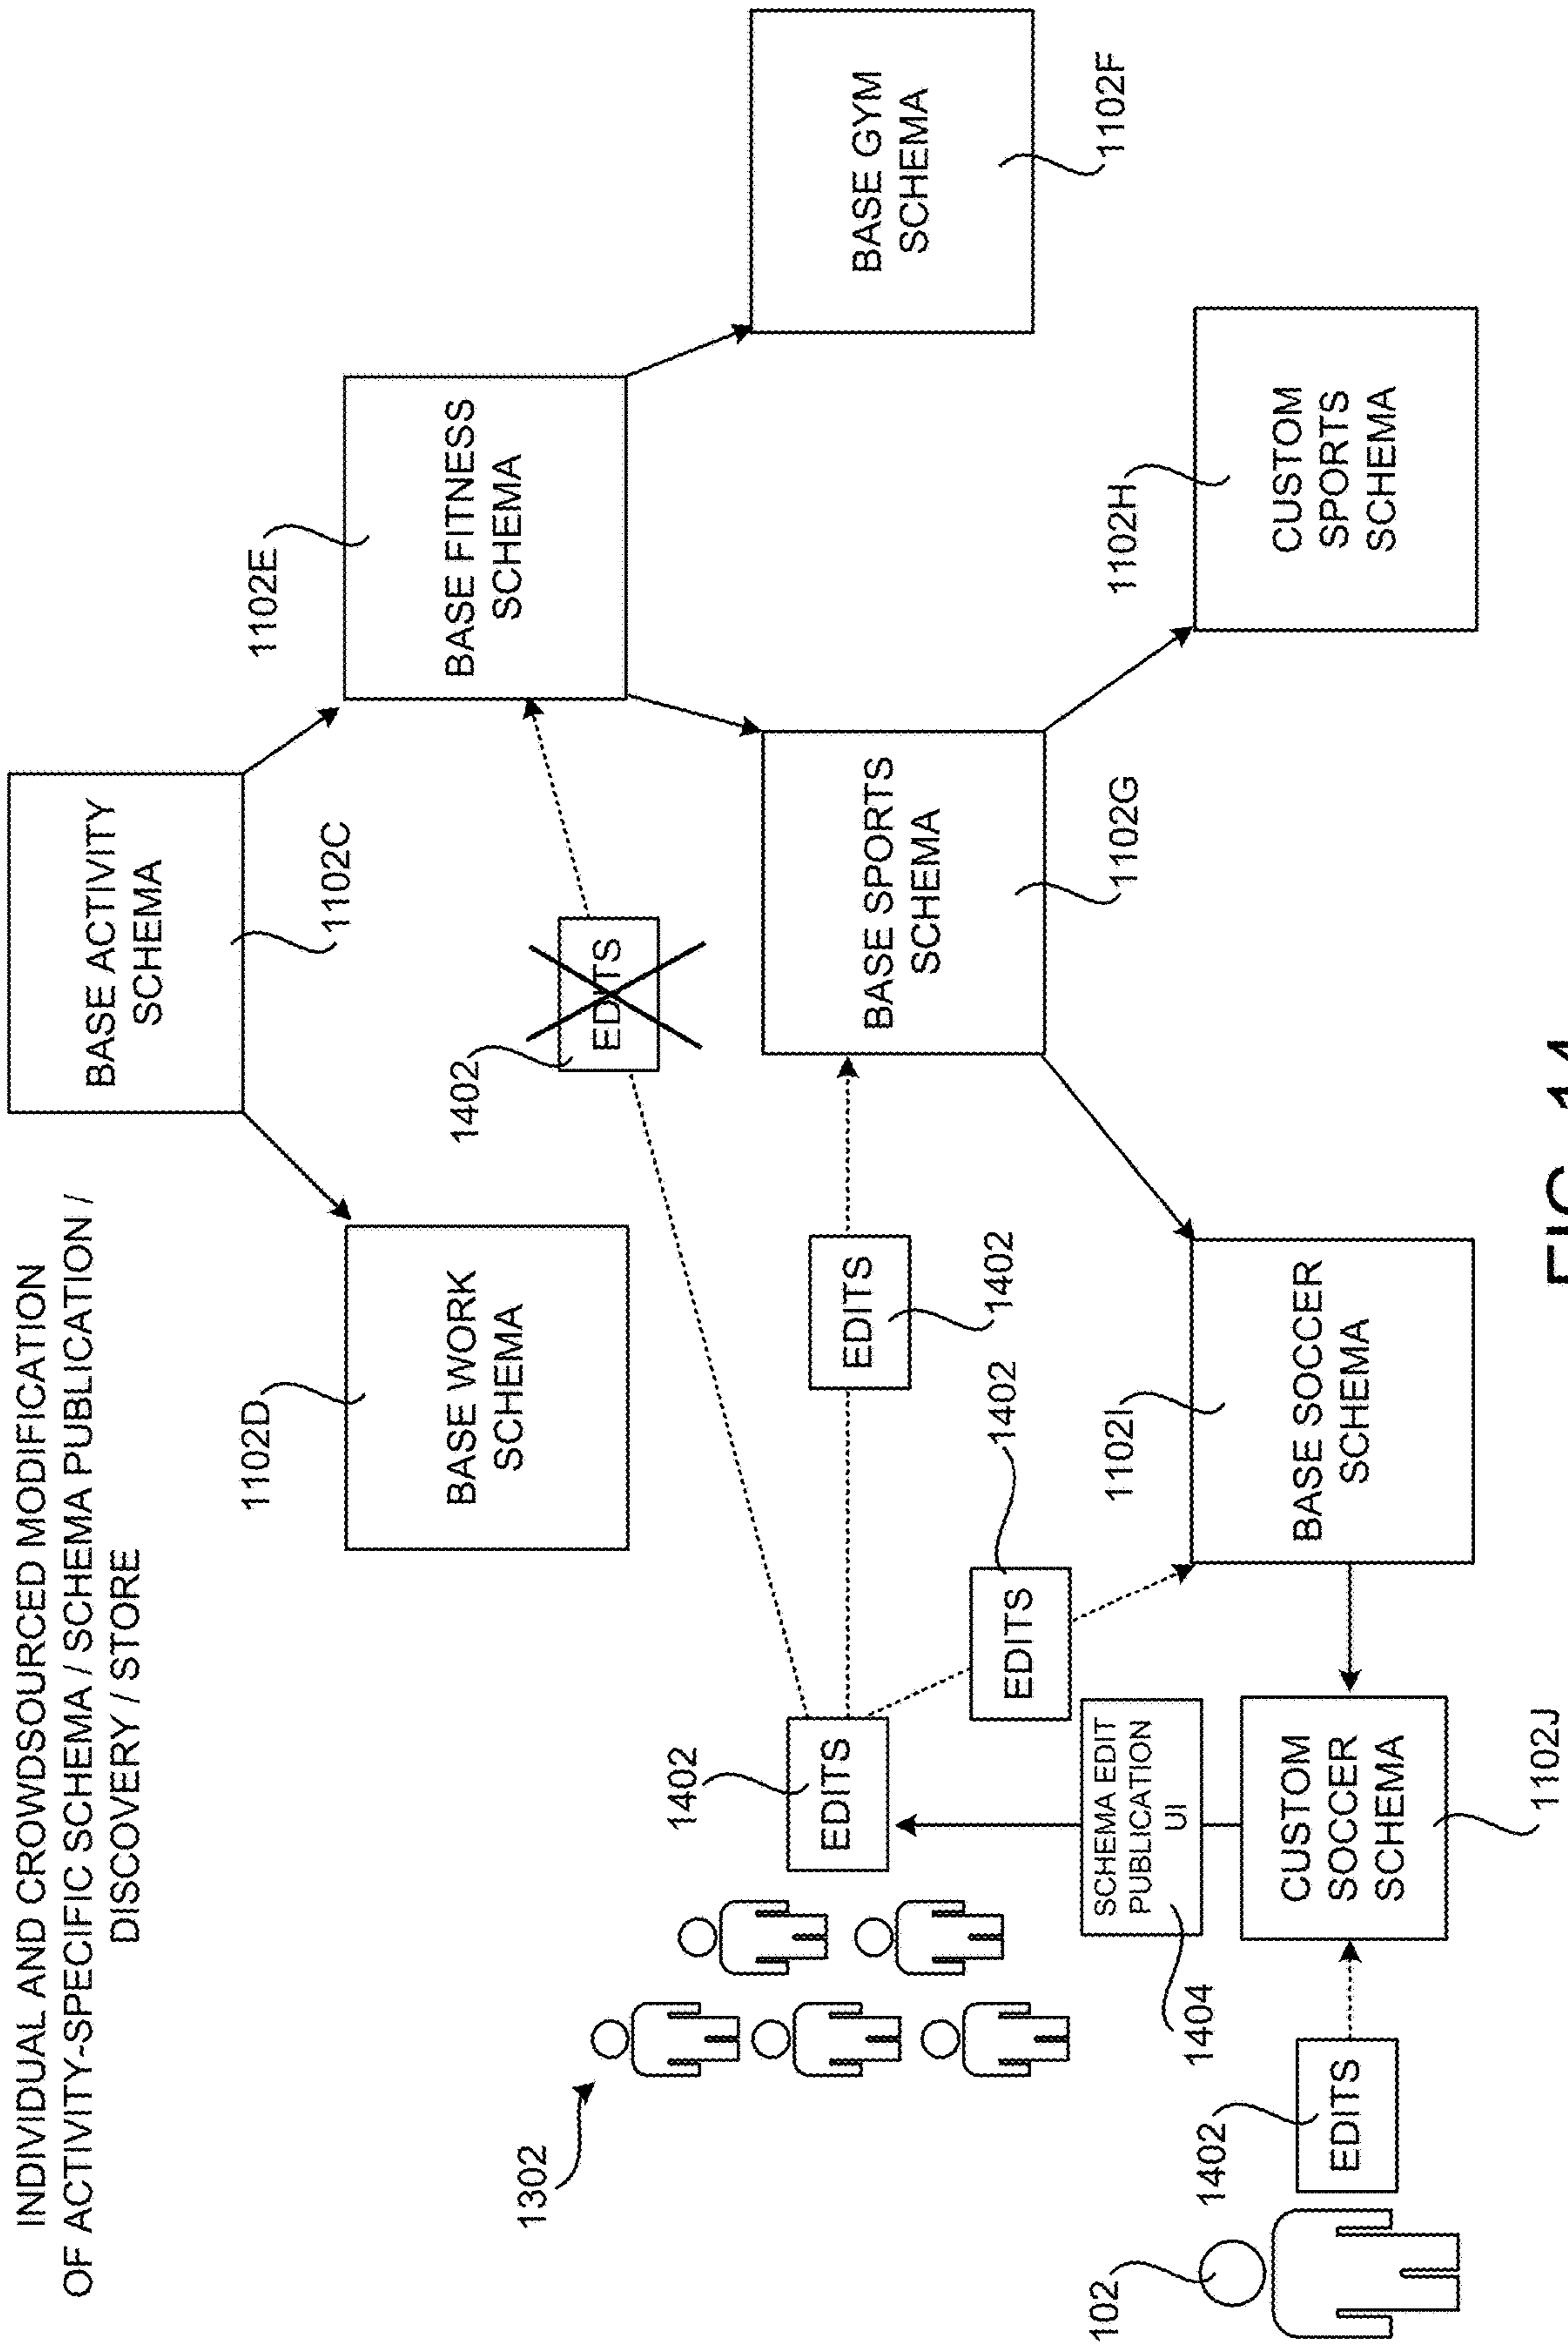 INDIVIDUAL AND CROWDSOURCED MODIFICATION
OF ACTIVITY-SPECIFIC SCHEMA / SCHEMA PUBLICATION /
DISCOVERY / STORE
BASE ACTIVITY
SCHEMA
1102C
1102D
BASE WORK
SCHEMA
1102E
BASE FITNESS
SCHEMA
1402
EDITS
1402
EDITS
EDITS
1402
BASE SPORTS
SCHEMA
1102G
BASE GYM
SCHEMA
1102F
1302
1402
EDITS
SCHEMA EDIT
PUBLICATION
UI
1404
1102I
BASE SOCCER
SCHEMA
1102H
CUSTOM
SPORTS
SCHEMA
102
1402
EDITS
CUSTOM
SOCCER
SCHEMA
1102J
FIG. 14